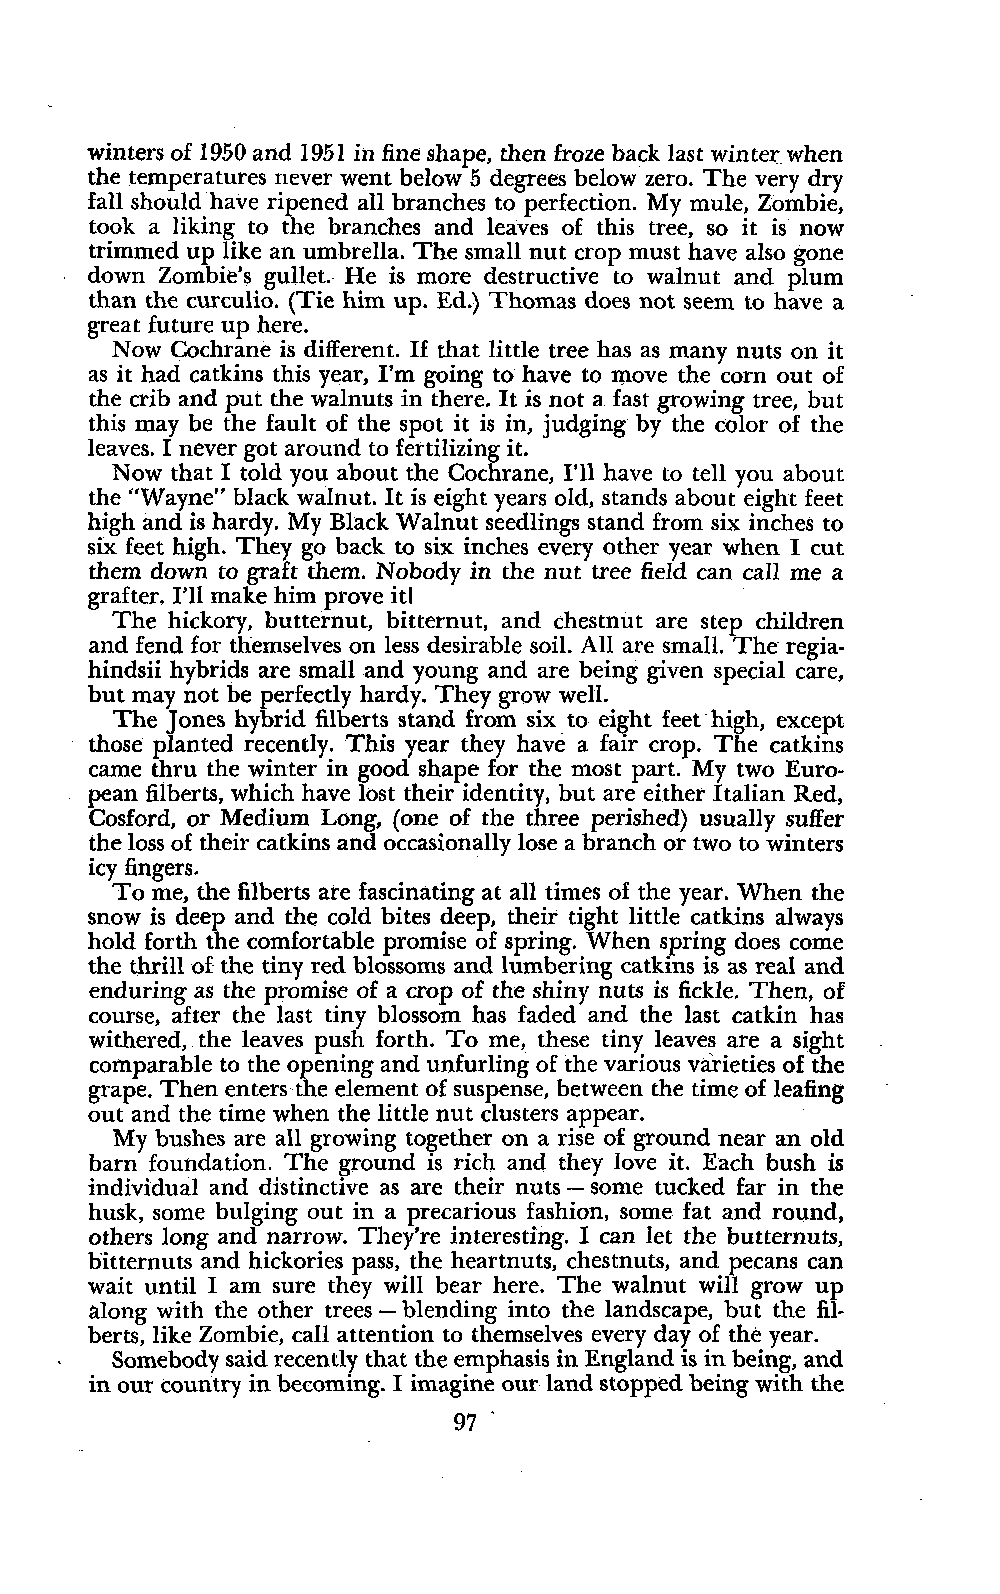 winters of 1950 and 1951 in fine shape, then froze back last winter when
the temperatures never went below 5 degrees below zero. The very dry
fall should have ripened all branches to perfection. My mule, Zombie,
took a liking to the branches and leaves of this tree, so it is now
trimmed up like an umbrella. The small nut crop must have also gone
down Zombie's gullet. He is more destructive to walnut and plum
than the curculio. (Tie him up. Ed.) Thomas does not seem to have a
great future up here.
Now Cochrane is different. If that little tree has as many nuts on it
as it had catkins this year, I'm going to have to move the corn out of
the crib and put the walnuts in there. It is not a fast growing tree, but
this may be the fault of the spot it is in, judging by the color of the
leaves. I never got around to fertilizing it.
Now that I told you about the Cochrane, I'll have to tell you about
the "Wayne" black walnut. It is eight years old, stands about eight feet
high and is hardy. My Black Walnut seedlings stand from six inches to
six feet high. They go back to six inches every other year when I cut
them down to graft them. Nobody in the nut tree field can call me a
grafter. I'll make him prove it!
The hickory, butternut, bitternut, and chestnut are step children
and fend for themselves on less desirable soil. All are small. The regia-
hindsii hybrids are small and young and are being given special care,
but may not be perfectly hardy. They grow well.
The Jones hybrid filberts stand from six to eight feet high, except
those planted recently. This year they have a fair crop. The catkins
came thru the winter in good shape for the most part. My two Euro-
pean filberts, which have lost their identity, but are either Italian Red,
Cosford, or Medium Long, (one of the three perished) usually suffer
the loss of their catkins and occasionally lose a branch or two to winters
icy fingers.
To me, the filberts are fascinating at all times of the year. When the
snow is deep and the cold bites deep, their tight little catkins always
hold forth the comfortable promise of spring. When spring does come
the thrill of the tiny red blossoms and lumbering catkins is as real and
enduring as the promise of a crop of the shiny nuts is fickle. Then, of
course, after the last tiny blossom has faded and the last catkin has
withered, the leaves push forth. To me, these tiny leaves are a sight
comparable to the opening and unfurling of the various varieties of the
grape. Then enters the element of suspense, between the time of leafing
out and the time when the little nut clusters appear.
My bushes are all growing together on a rise of ground near an old
barn foundation. The ground is rich and they love it. Each bush is
individual and distinctive as are their nuts — some tucked far in the
husk, some bulging out in a precarious fashion, some fat and round,
others long and narrow. They're interesting. I can let the butternuts,
bitternuts and hickories pass, the heartnuts, chestnuts, and pecans can
wait until I am sure they will bear here. The walnut will grow up
along with the other trees — blending into the landscape, but the fil-
berts, like Zombie, call attention to themselves every day of the year.
Somebody said recently that the emphasis in England is in being, and
in our country in becoming. I imagine our land stopped being with the
97